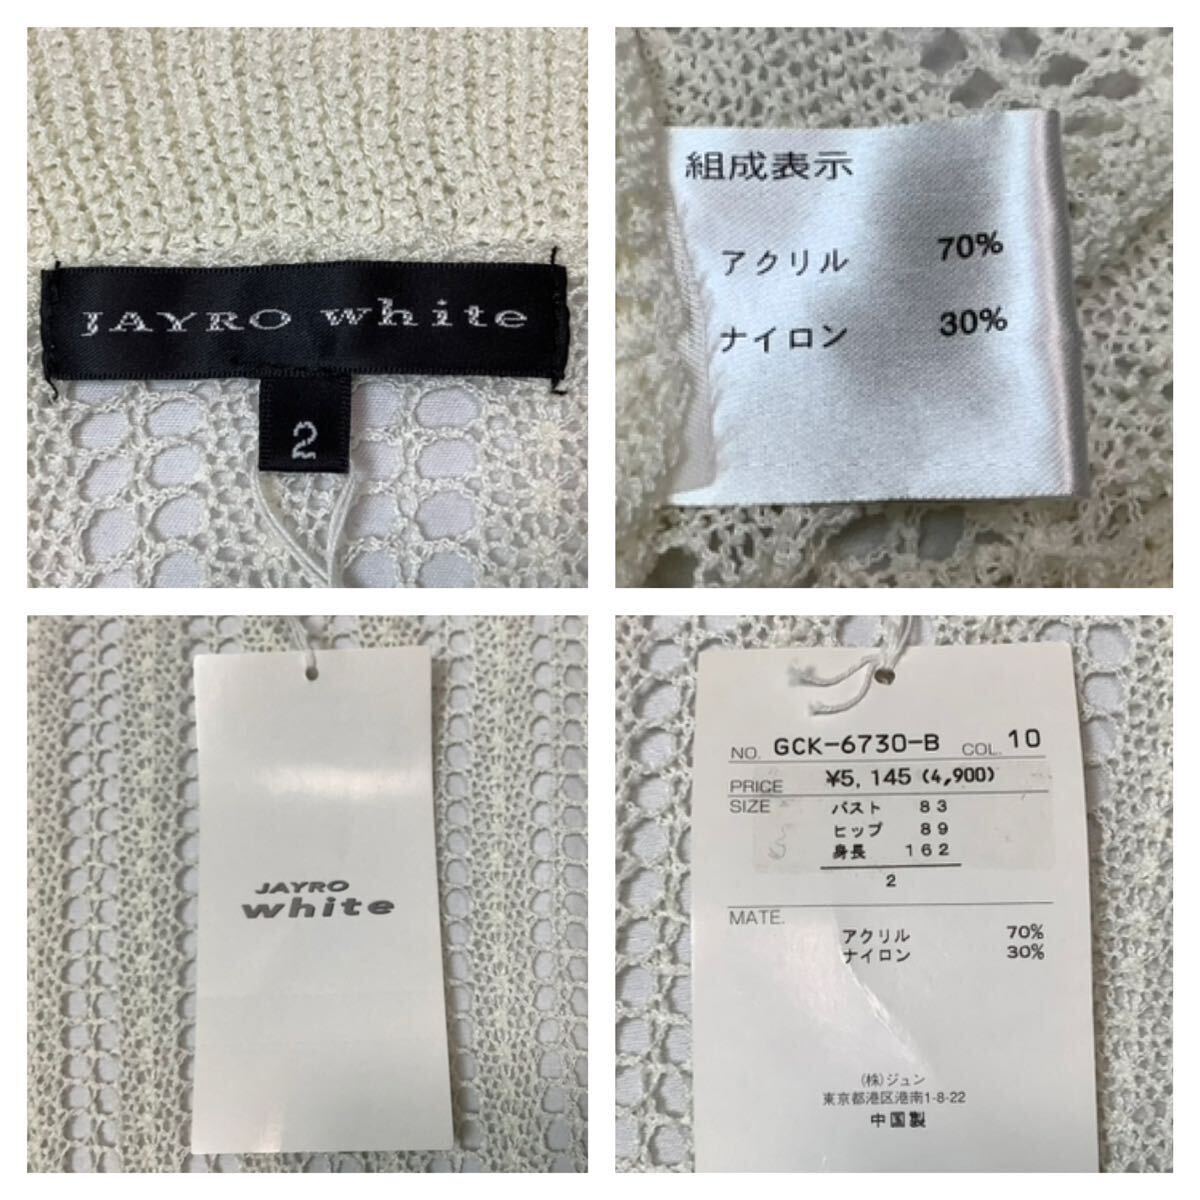 JAYRO white
2
組成表示
アクリル 70%
ナイロン 30%
JAYRO
white
NO. GCK-6730-B COL. 10
PRICE ¥5,145 (4,900)
SIZE バスト 83
ヒップ 89
身長 162
2
MATE.
アクリル 70%
ナイロン 30%
(株)ジュン
東京都港区港南1-8-22
中国製